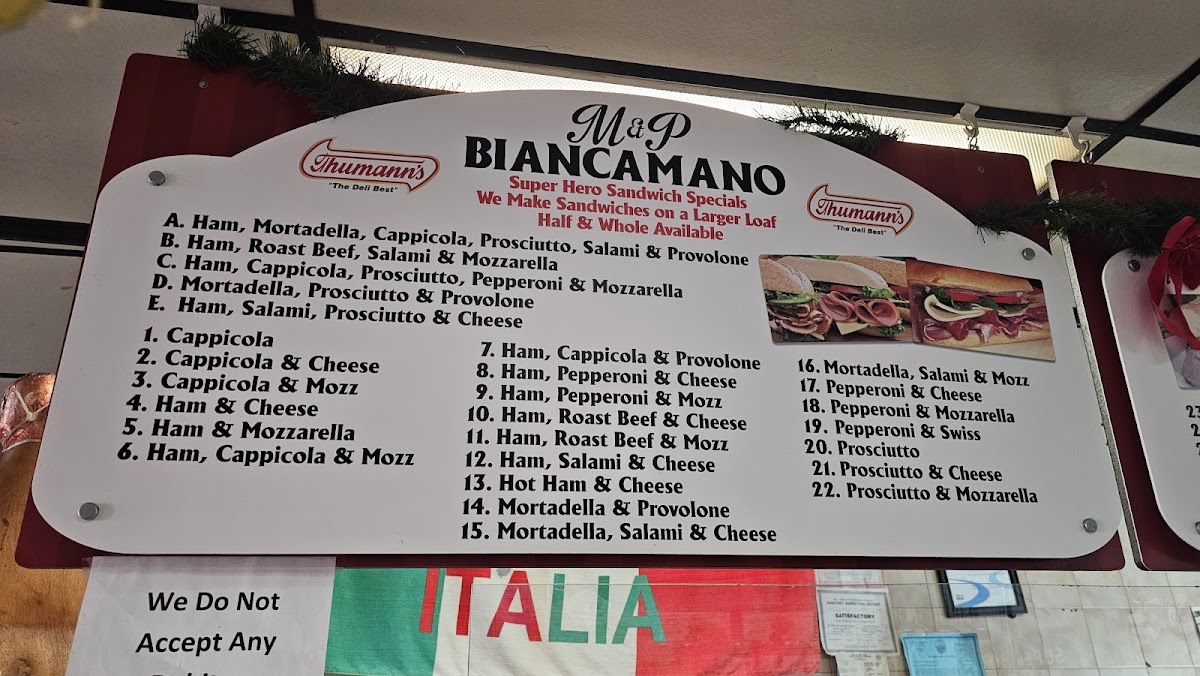 M&P
BIANCAMANO
Thumann's
"The Deli Best"
Super Hero Sandwich Specials
We Make Sandwiches on a Larger Loaf
Half & Whole Available
Thumann's
"The Deli Best"
A. Ham, Mortadella, Cappicola, Prosciutto, Salami & Provolone
B. Ham, Roast Beef, Salami & Mozzarella
C. Ham, Cappicola, Prosciutto, Pepperoni & Mozzarella
D. Mortadella, Prosciutto & Provolone
E. Ham, Salami, Prosciutto & Cheese
1. Cappicola
2. Cappicola & Cheese
3. Cappicola & Mozz
4. Ham & Cheese
5. Ham & Mozzarella
6. Ham, Cappicola & Mozz
7. Ham, Cappicola & Provolone
8. Ham, Pepperoni & Cheese
9. Ham, Pepperoni & Mozz
10. Ham, Roast Beef & Cheese
11. Ham, Roast Beef & Mozz
12. Ham, Salami & Cheese
13. Hot Ham & Cheese
14. Mortadella & Provolone
15. Mortadella, Salami & Cheese
16. Mortadella, Salami & Mozz
17. Pepperoni & Cheese
18. Pepperoni & Mozzarella
19. Pepperoni & Swiss
20. Prosciutto
21. Prosciutto & Cheese
22. Prosciutto & Mozzarella
We Do Not
Accept Any
ITALIA
SATISFACTORY